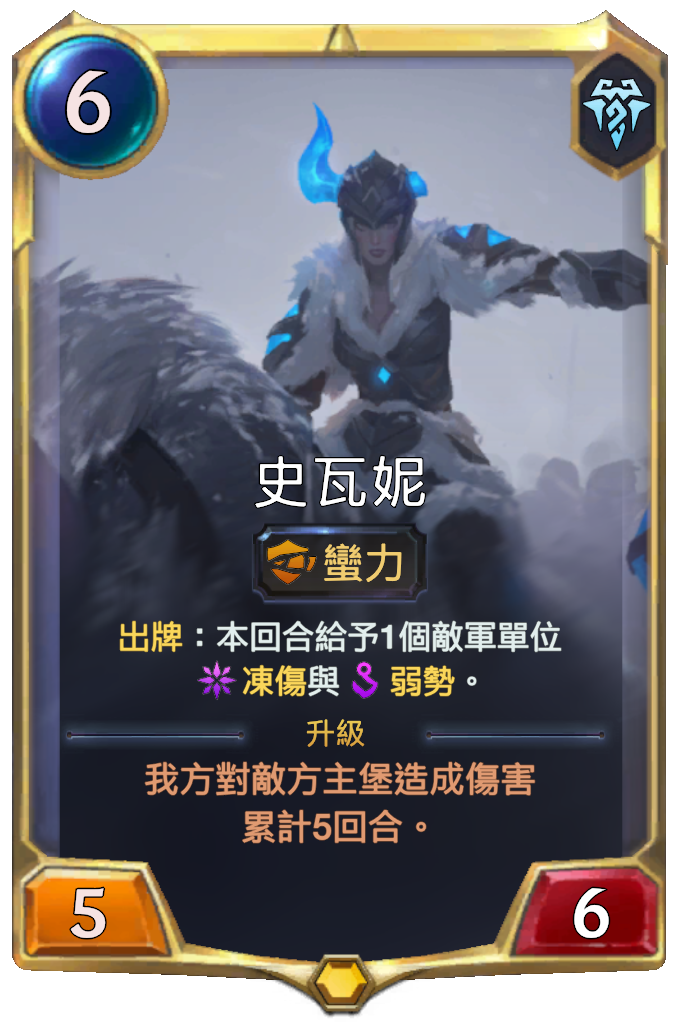 6
史瓦妮
蠻力
出牌：本回合給予1個敵軍單位
凍傷與 弱勢。
升級
我方對敵方主堡造成傷害
累計5回合。
5
6